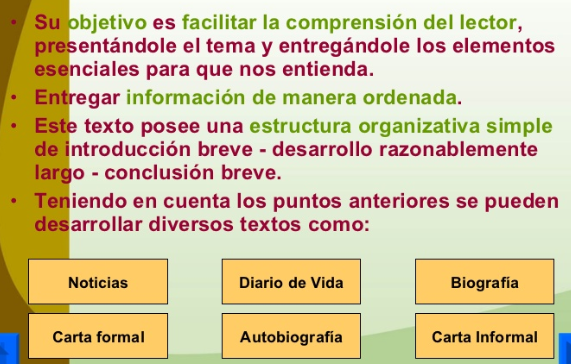 • Su objetivo es facilitar la comprensión del lector,
presentándole el tema y entregándole los elementos
esenciales para que nos entienda.
• Entregar información de manera ordenada.
• Este texto posee una estructura organizativa simple
de introducción breve - desarrollo razonablemente
largo - conclusión breve.
• Teniendo en cuenta los puntos anteriores se pueden
desarrollar diversos textos como:
Noticias
Diario de Vida
Biografía
Carta formal
Autobiografía
Carta Informal